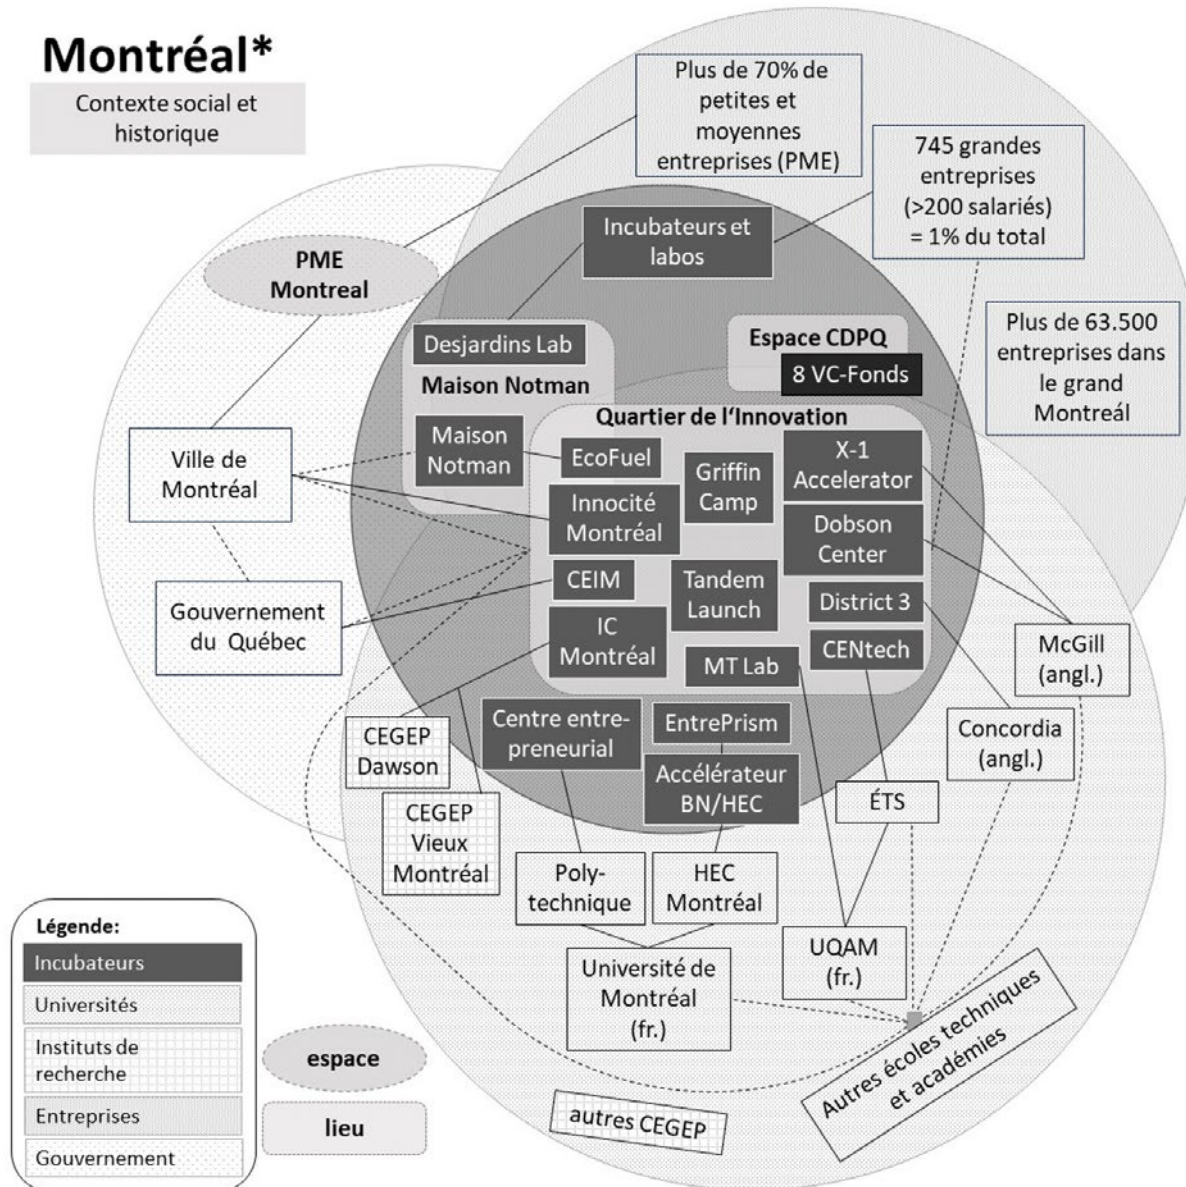 Montréal*
Contexte social et
historique
Plus de 70% de
petites et
moyennes
entreprises (PME)
745 grandes
entreprises
(>200 salariés)
= 1% du total
Incubateurs et
labos
PME
Montreal
Plus de 63.500
entreprises dans
le grand
Montreál
Desjardins Lab
Maison Notman
Espace CDPQ
8 VC-Fonds
Quartier de l‘Innovation
Maison
Notman
EcoFuel
Griffin
Camp
X-1
Accelerator
Ville de
Montréal
Innocité
Montréal
Dobson
Center
CEIM
Tandem
Launch
District 3
Gouvernement
du Québec
IC
Montréal
MT Lab
CENtech
McGill
(angl.)
Centre entre-
preneurial
EntrePrism
Concordia
(angl.)
CEGEP
Dawson
Accélérateur
BN/HEC
ÉTS
CEGEP
Vieux
Montréal
Poly-
technique
HEC
Montréal
UQAM
(fr.)
Université de
Montréal
(fr.)
Autres écoles techniques
et académies
autres CEGEP
Légende:
Incubateurs
Universités
Instituts de
recherche
Entreprises
Gouvernement
espace
lieu